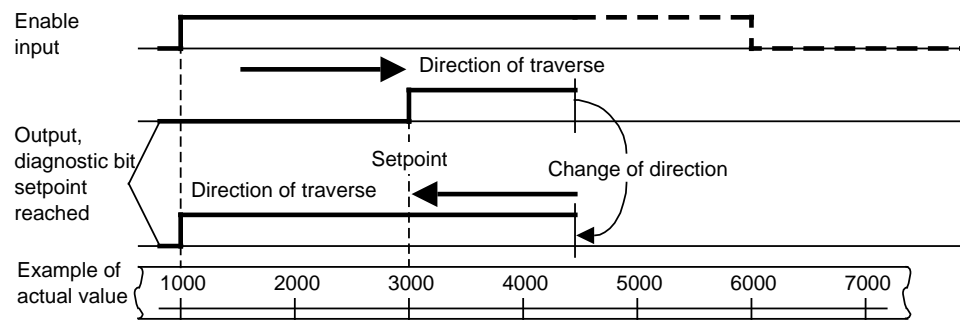 Enable
input
Direction of traverse
Output,
diagnostic bit
setpoint
reached
Setpoint
Change of direction
Direction of traverse
Example of
actual value
1000 2000 3000 4000 5000 6000 7000